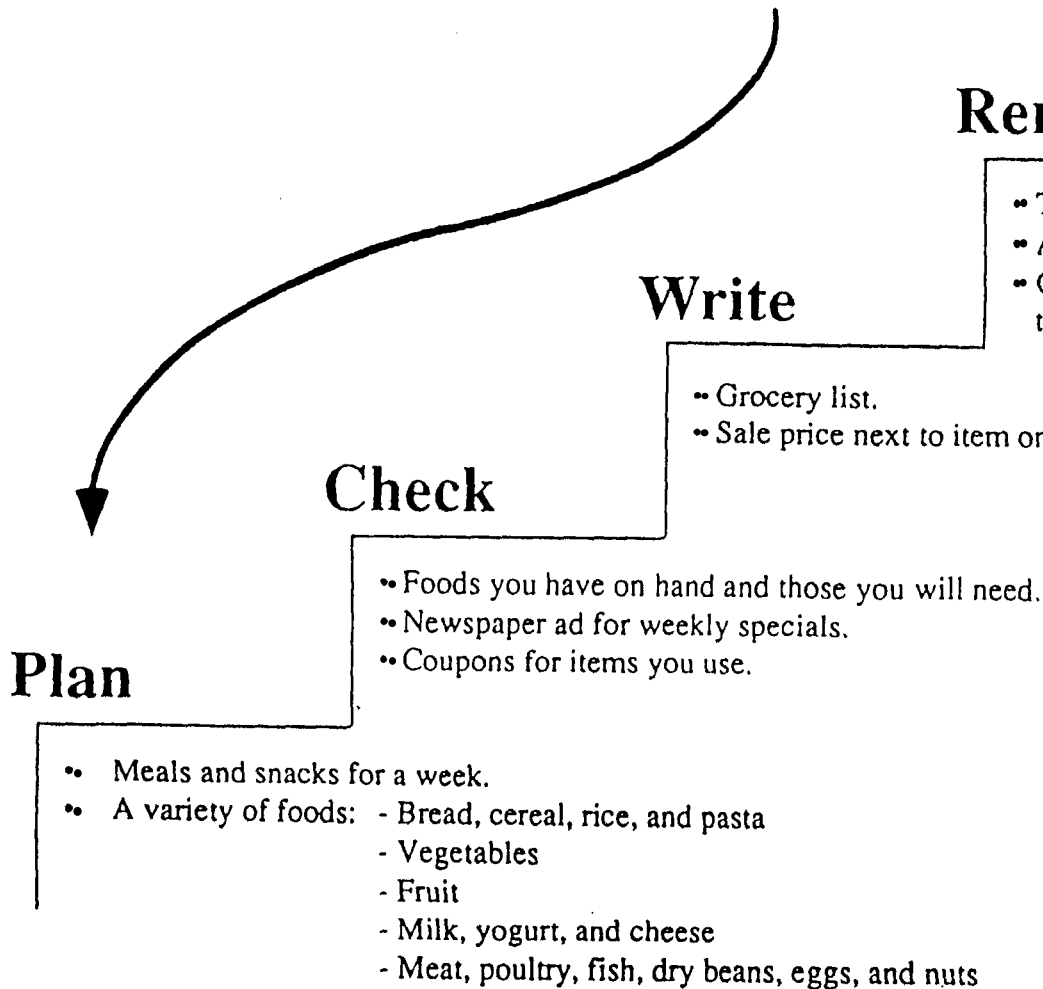 Write
•• Grocery list.
•• Sale price next to item
Check
•• Foods you have on hand and those you will need.
•• Newspaper ad for weekly specials.
•• Coupons for items you use.
Plan
•• Meals and snacks for a week.
•• A variety of foods: - Bread, cereal, rice, and pasta
- Vegetables
- Fruit
- Milk, yogurt, and cheese
- Meat, poultry, fish, dry beans, eggs, and nuts